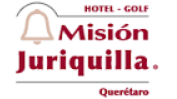 HOTEL - GOLF
Misión
Juriquilla®
Querétaro